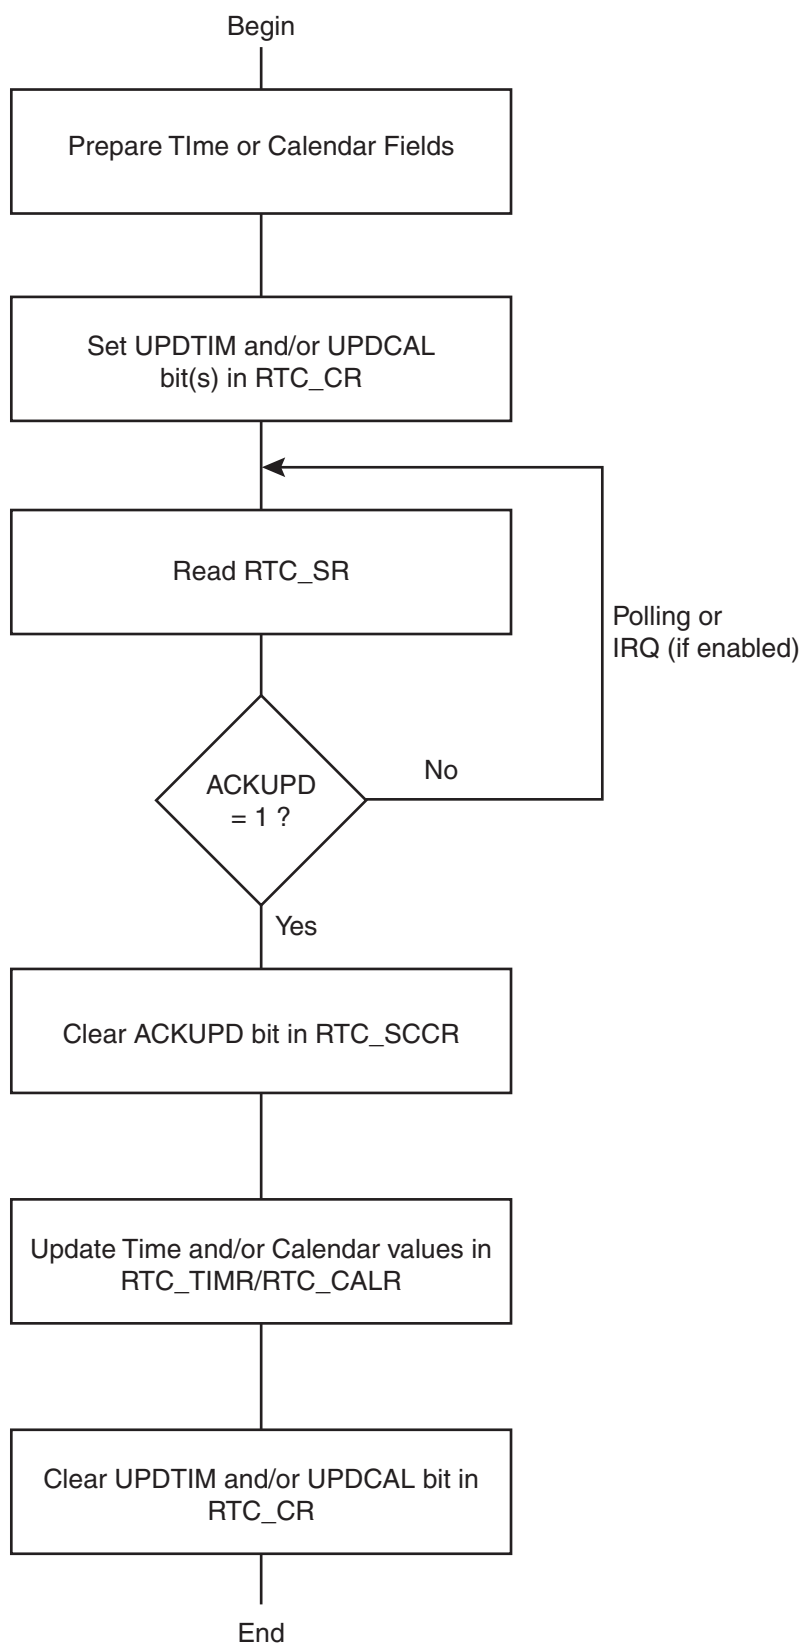 Begin
Prepare TIme or Calendar Fields
Set UPDTIM and/or UPDCAL
bit(s) in RTC_CR
Read RTC_SR
Polling or
IRQ (if enabled)
ACKUPD
= 1 ?
No
Yes
Clear ACKUPD bit in RTC_SCCR
Update Time and/or Calendar values in
RTC_TIMR/RTC_CALR
Clear UPDTIM and/or UPDCAL bit in
RTC_CR
End